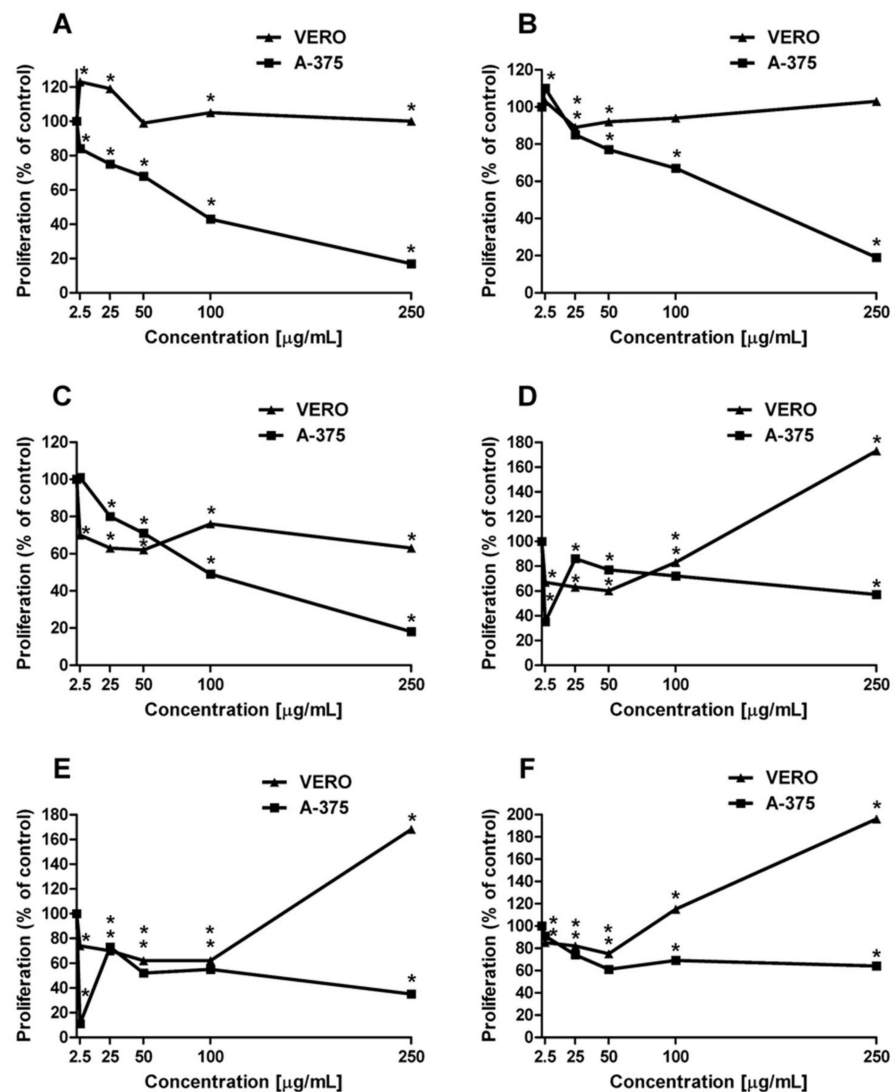 A
VERO
A-375
Proliferation (% of control)
120
100
80
60
40
20
0
* * * *
* * * * *
2.5 25 50 100 250
Concentration [μg/mL]
B
VERO
A-375
Proliferation (% of control)
120
100
80
60
40
20
0
* * *
* * * *
2.5 25 50 100 250
Concentration [μg/mL]
C
VERO
A-375
Proliferation (% of control)
120
100
80
60
40
20
0
* * * * *
* * * *
2.5 25 50 100 250
Concentration [μg/mL]
D
VERO
A-375
Proliferation (% of control)
180
160
140
120
100
80
60
40
20
0
* * * * *
* * * * *
2.5 25 50 100 250
Concentration [μg/mL]
E
VERO
A-375
Proliferation (% of control)
180
160
140
120
100
80
60
40
20
0
* * * * *
* * * * *
2.5 25 50 100 250
Concentration [μg/mL]
F
VERO
A-375
Proliferation (% of control)
200
180
160
140
120
100
80
60
40
20
0
* * * * *
* * * * *
2.5 25 50 100 250
Concentration [μg/mL]